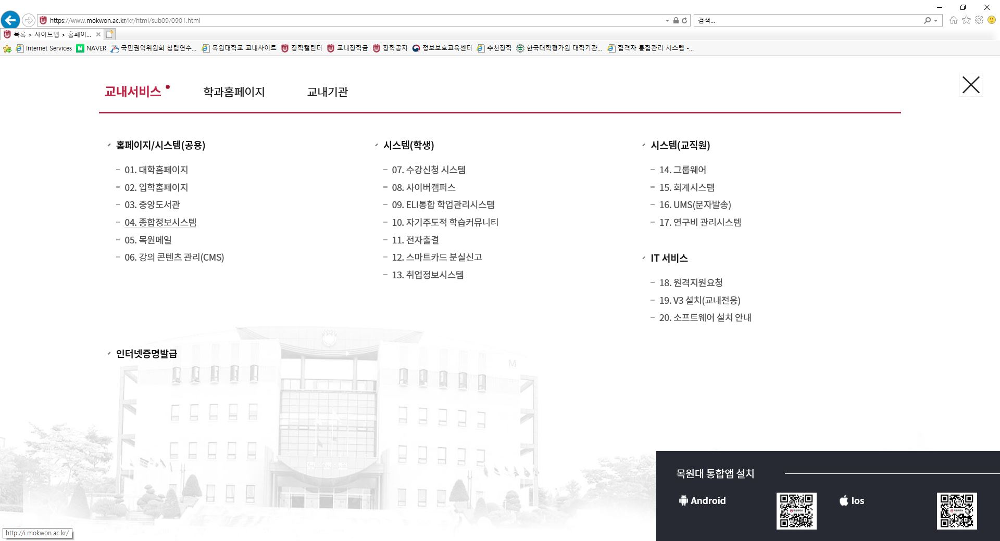 https://www.mokwon.ac.kr/kr/html/sub09/0901.html
검색...
목록 > 사이트맵 > 홈페이...
Internet Services
NAVER
국민권익위원회 청렴연수...
목원대학교 교내사이트
장학캘린더
교내장학금
장학공지
정보보호교육센터
추천장학
한국대학평가원 대학기관...
합격자 통합관리 시스템 -...
교내서비스
학과홈페이지
교내기관
홈페이지/시스템(공용)
01. 대학홈페이지
02. 입학홈페이지
03. 중앙도서관
04. 종합정보시스템
05. 목원메일
06. 강의 콘텐츠 관리(CMS)
시스템(학생)
07. 수강신청 시스템
08. 사이버캠퍼스
09. ELI통합 학업관리시스템
10. 자기주도적 학습커뮤니티
11. 전자출결
12. 스마트카드 분실신고
13. 취업정보시스템
시스템(교직원)
14. 그룹웨어
15. 회계시스템
16. UMS(문자발송)
17. 연구비 관리시스템
IT 서비스
18. 원격지원요청
19. V3 설치(교내전용)
20. 소프트웨어 설치 안내
인터넷증명발급
M
목원대 통합앱 설치
Android
Ios
http://i.mokwon.ac.kr/